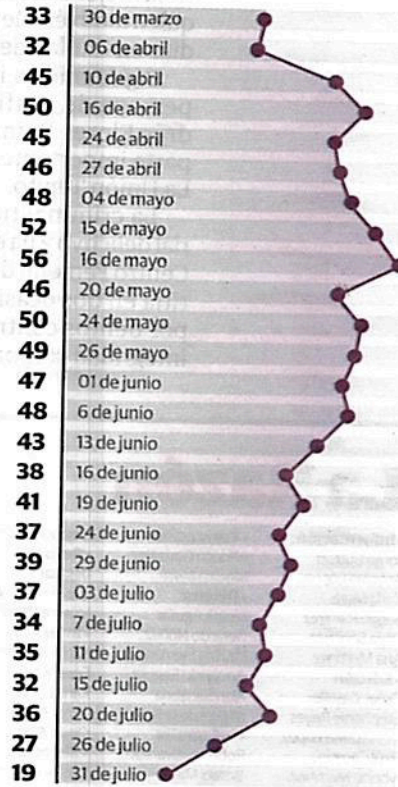 33 30 de marzo
32 06 de abril
45 10 de abril
50 16 de abril
45 24 de abril
46 27 de abril
48 04 de mayo
52 15 de mayo
56 16 de mayo
46 20 de mayo
50 24 de mayo
49 26 de mayo
47 01 de junio
48 6 de junio
43 13 de junio
38 16 de junio
41 19 de junio
37 24 de junio
39 29 de junio
37 03 de julio
34 7 de julio
35 11 de julio
32 15 de julio
36 20 de julio
27 26 de julio
19 31 de julio